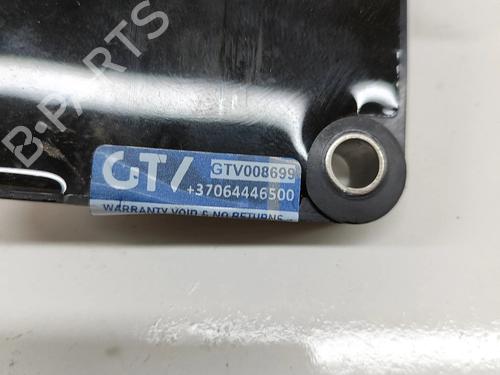 B-PARTS
GTV
GTV008699
+37064446500
WARRANTY VOID & NO RETURNS